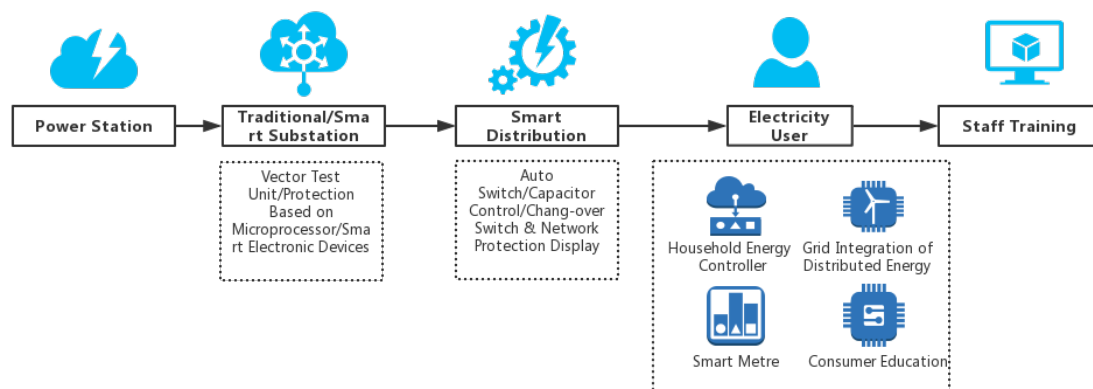 Power Station
Traditional/Sma
rt Substation
Smart
Distribution
Electricity
User
Staff Training
Vector Test
Unit/Protection
Based on
Microprocessor/Sma
rt Electronic Devices
Auto
Switch/Capacitor
Control/Chang-over
Switch & Network
Protection Display
Household Energy
Controller
Grid Integration of
Distributed Energy
Smart Metre
Consumer Education